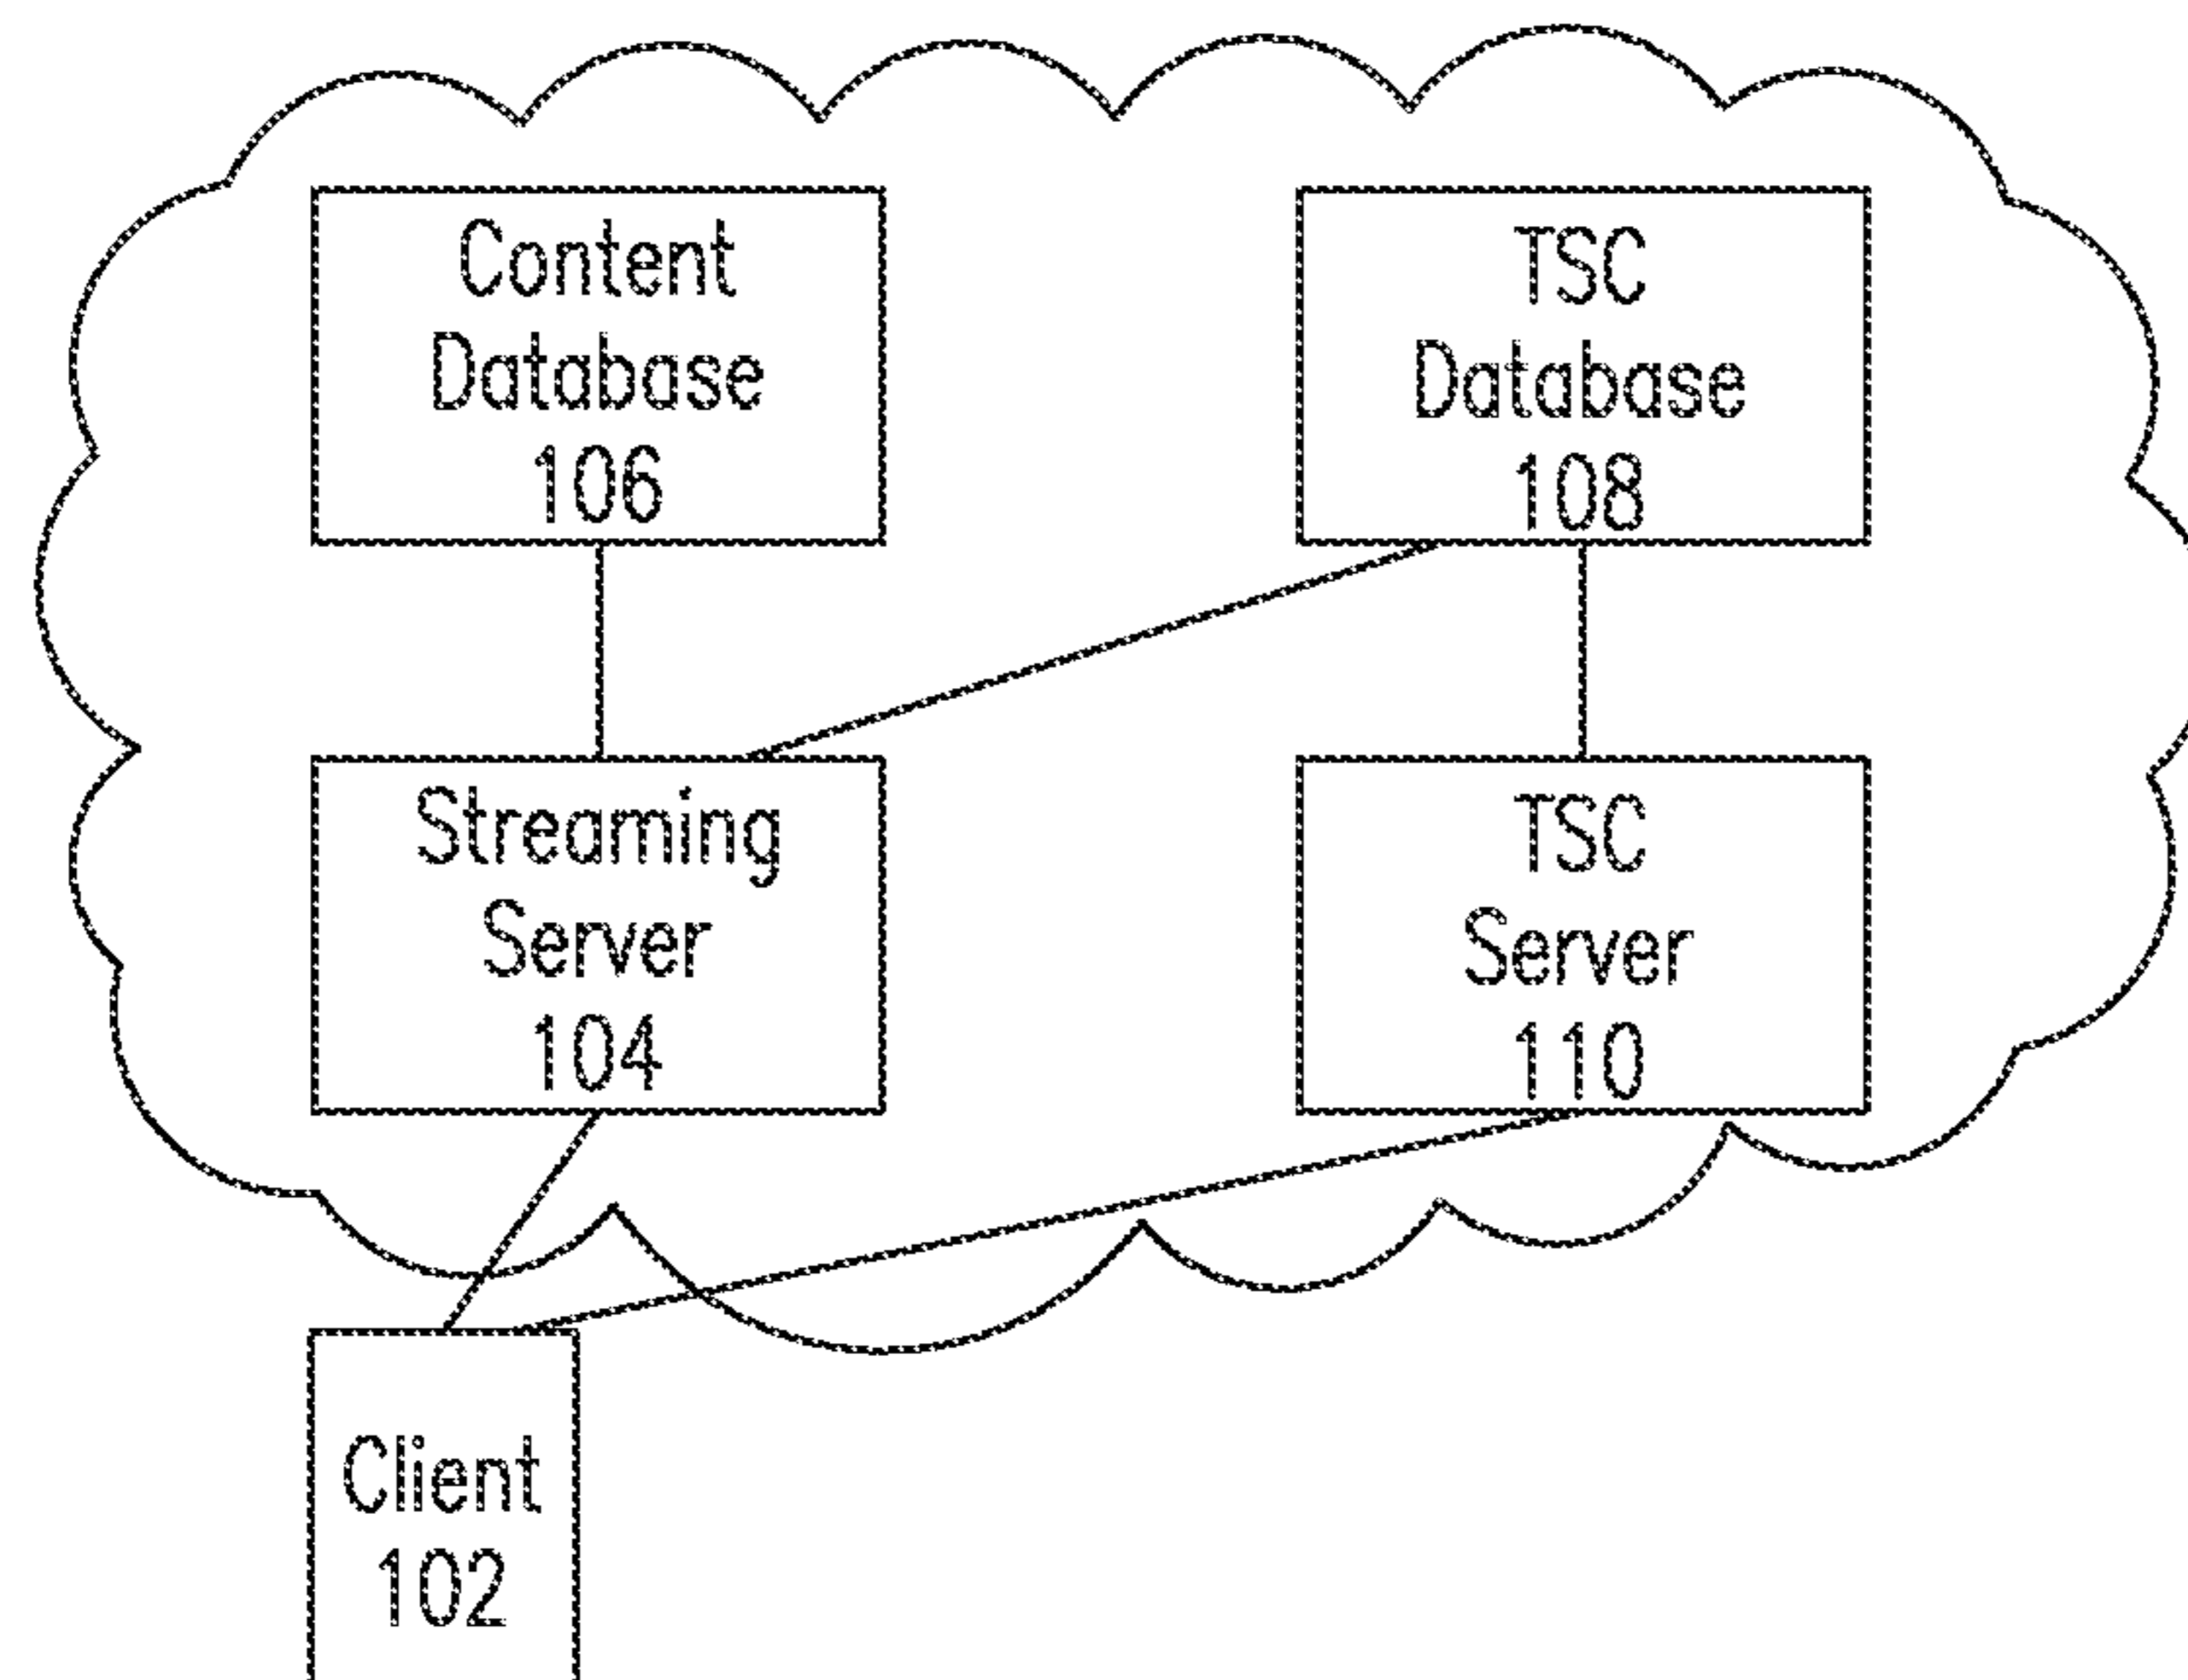 Content
Database
106
TSC
Database
108
Streaming
Server
104
TSC
Server
110
Client
102